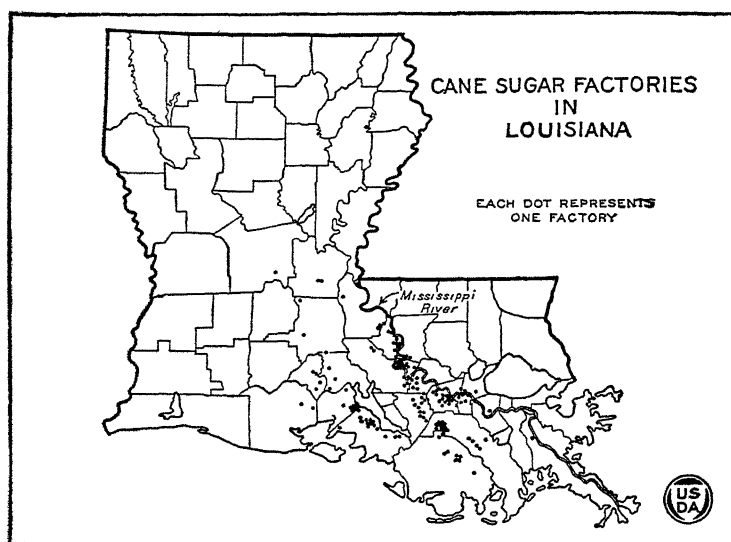 CANE SUGAR FACTORIES
IN
LOUISIANA
EACH DOT REPRESENTS
ONE FACTORY
Mississippi
River
US
DA